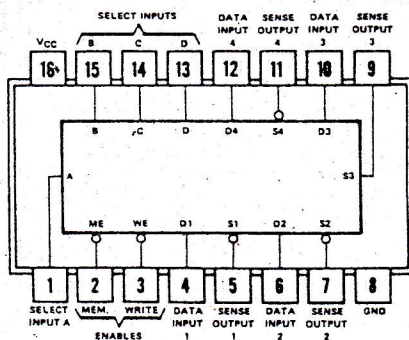 SELECT INPUTS
DATA INPUT 4
SENSE OUTPUT 4
DATA INPUT 3
SENSE OUTPUT 3
VCC
B
C
D
16
15
14
13
12
11
10
9
B
C
D
D4
S4
D3
A
S3
ME
WE
D1
S1
D2
S2
1
2
3
4
5
6
7
8
SELECT INPUT A
MEM.
WRITE
ENABLES
DATA INPUT 1
SENSE OUTPUT 1
DATA INPUT 2
SENSE OUTPUT 2
GND